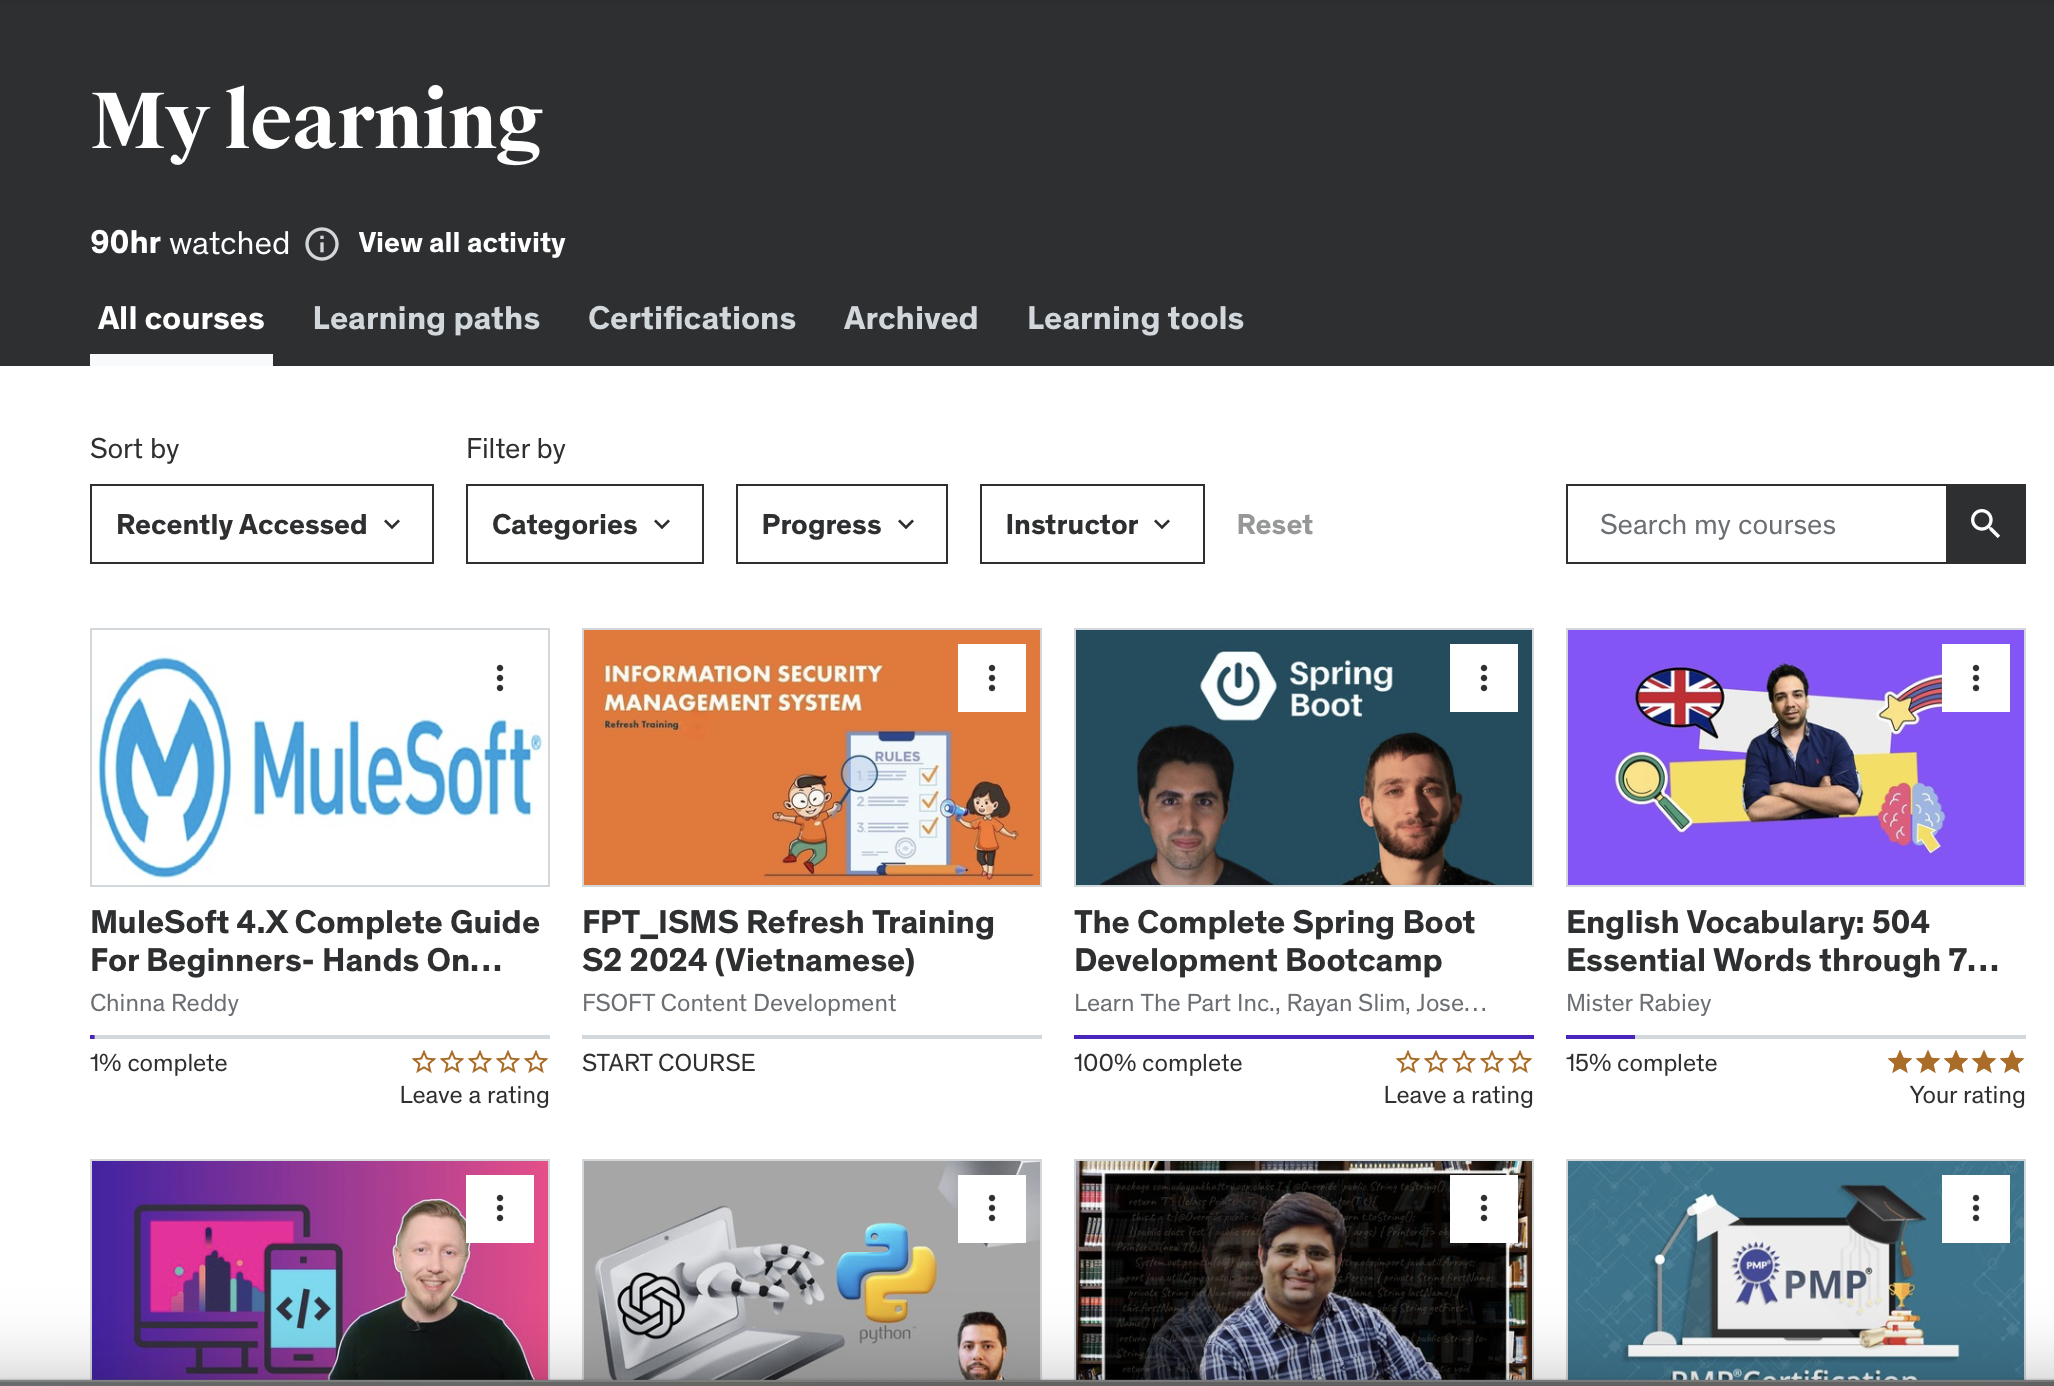 My learning
90hr watched View all activity
All courses Learning paths Certifications Archived Learning tools
Sort by Filter by
Recently Accessed Categories Progress Instructor Reset Search my courses
MuleSoft®
INFORMATION SECURITY
MANAGEMENT SYSTEM
Refresh Training
RULES
1.
2.
3.
Spring
Boot
MuleSoft 4.X Complete Guide
For Beginners- Hands On...
Chinna Reddy
1% complete
Leave a rating
FPT_ISMS Refresh Training
S2 2024 (Vietnamese)
FSOFT Content Development
START COURSE
The Complete Spring Boot
Development Bootcamp
Learn The Part Inc., Rayan Slim, Jose...
100% complete
Leave a rating
English Vocabulary: 504
Essential Words through 7...
Mister Rabiey
15% complete
Your rating
</>
python
PMP®
PMP®
PMP®Certification